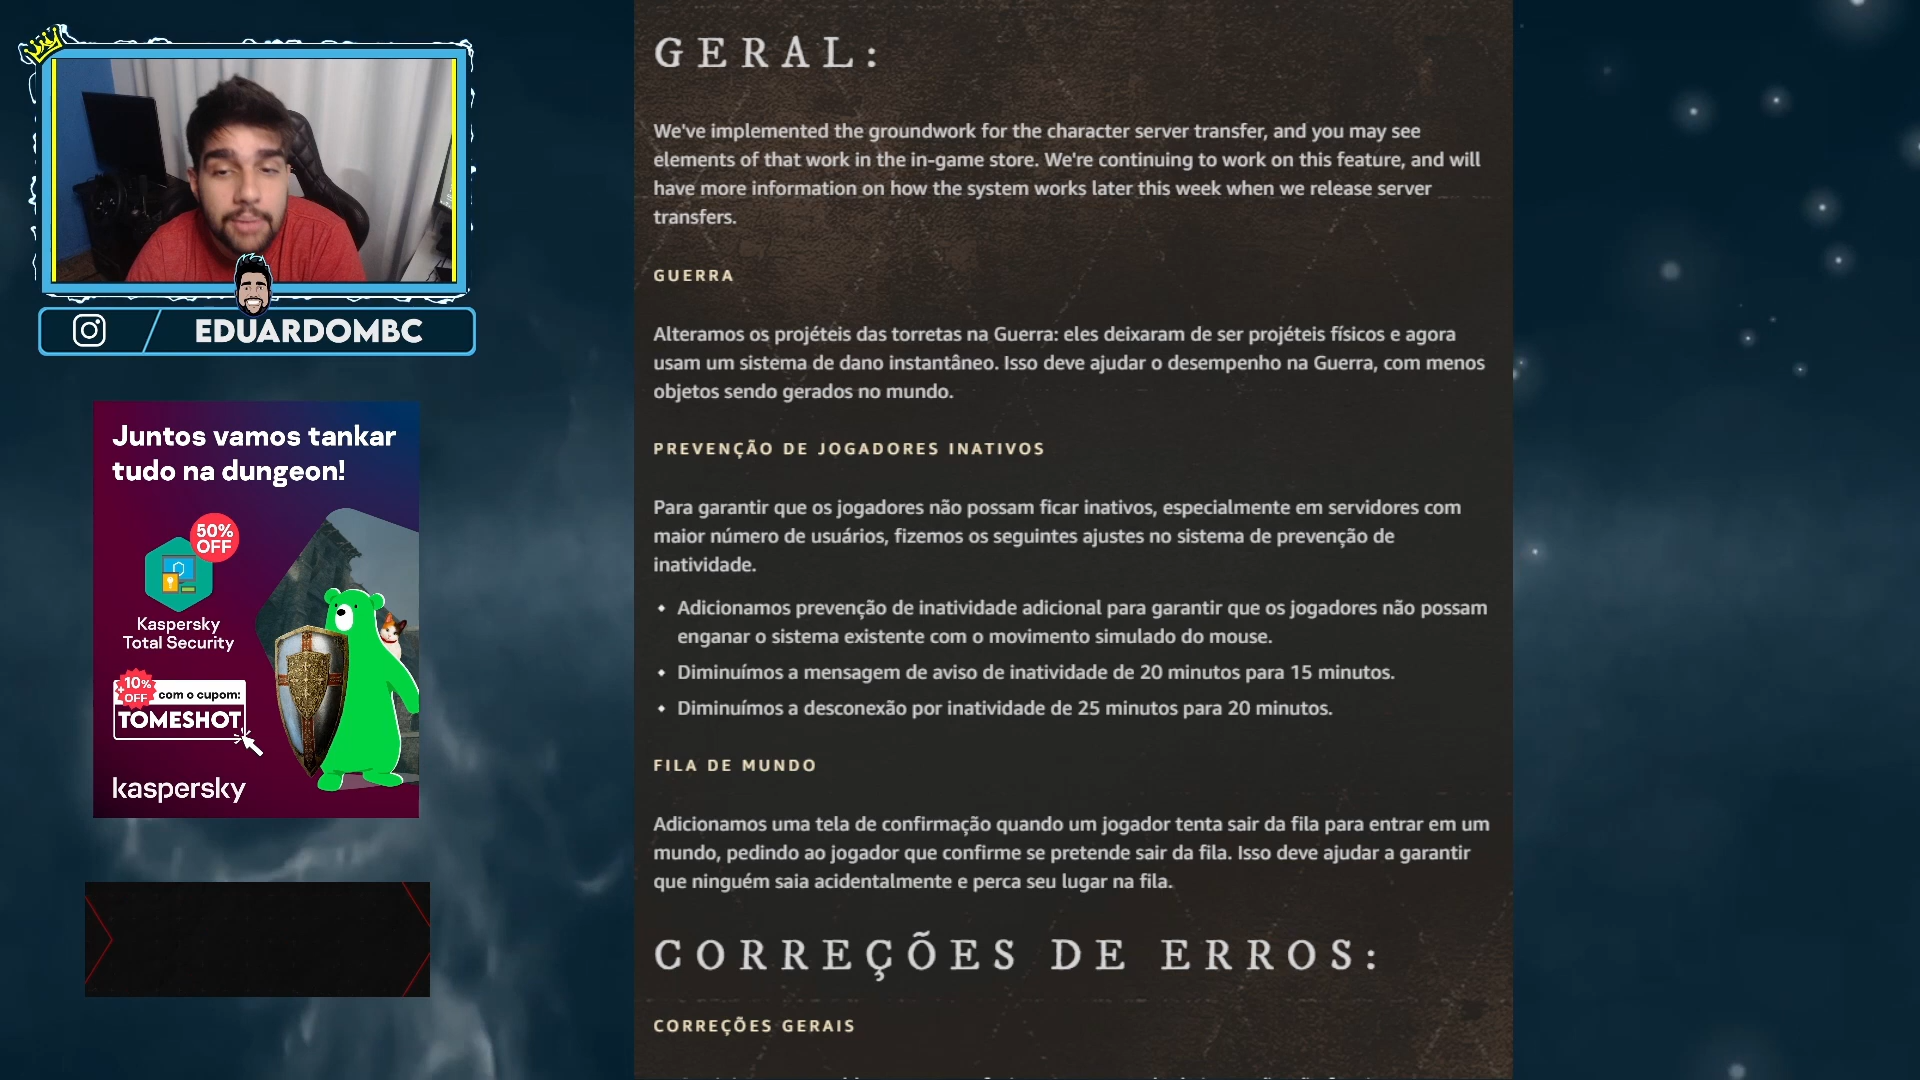 EDUARDOMBC
Juntos vamos tankar
tudo na dungeon!
50%
OFF
Kaspersky
Total Security
+10%
OFF
com o cupom:
TOMESHOT
kaspersky
GERAL:
We've implemented the groundwork for the character server transfer, and you may see
elements of that work in the in-game store. We're continuing to work on this feature, and will
have more information on how the system works later this week when we release server
transfers.
GUERRA
Alteramos os projéteis das torretas na Guerra: eles deixaram de ser projéteis físicos e agora
usam um sistema de dano instantâneo. Isso deve ajudar o desempenho na Guerra, com menos
objetos sendo gerados no mundo.
PREVENÇÃO DE JOGADORES INATIVOS
Para garantir que os jogadores não possam ficar inativos, especialmente em servidores com
maior número de usuários, fizemos os seguintes ajustes no sistema de prevenção de
inatividade.
• Adicionamos prevenção de inatividade adicional para garantir que os jogadores não possam
enganar o sistema existente com o movimento simulado do mouse.
• Diminuímos a mensagem de aviso de inatividade de 20 minutos para 15 minutos.
• Diminuímos a desconexão por inatividade de 25 minutos para 20 minutos.
FILA DE MUNDO
Adicionamos uma tela de confirmação quando um jogador tenta sair da fila para entrar em um
mundo, pedindo ao jogador que confirme se pretende sair da fila. Isso deve ajudar a garantir
que ninguém saia acidentalmente e perca seu lugar na fila.
CORREÇÕES DE ERROS:
CORREÇÕES GERAIS